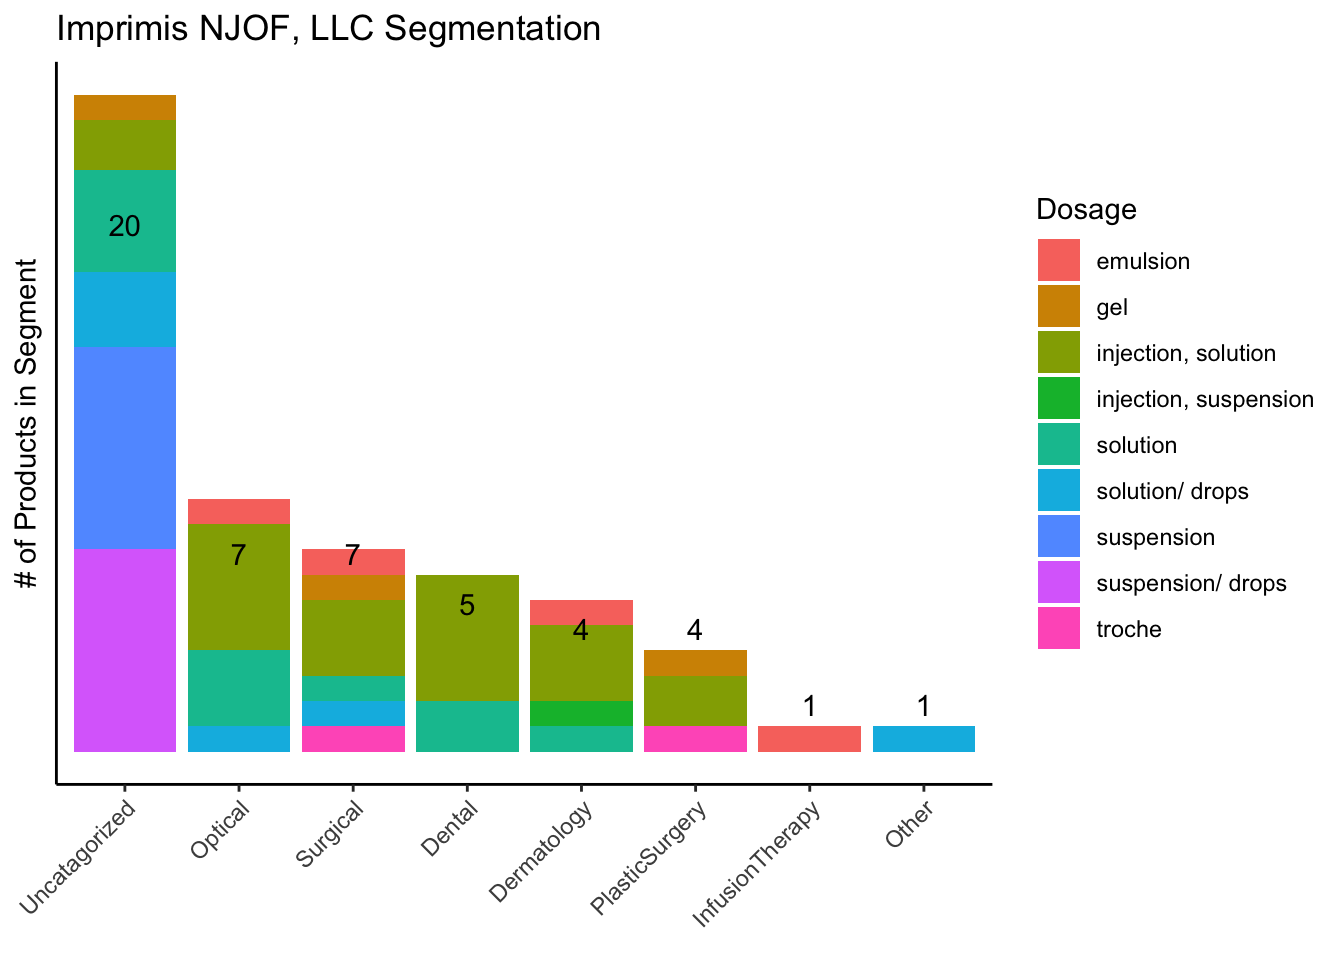 Imprimis NJOF, LLC Segmentation
# of Products in Segment
20
7
7
5
4
4
1
1
Uncatagorized
Optical
Surgical
Dental
Dermatology
PlasticSurgery
InfusionTherapy
Other
Dosage
emulsion
gel
injection, solution
injection, suspension
solution
solution/ drops
suspension
suspension/ drops
troche